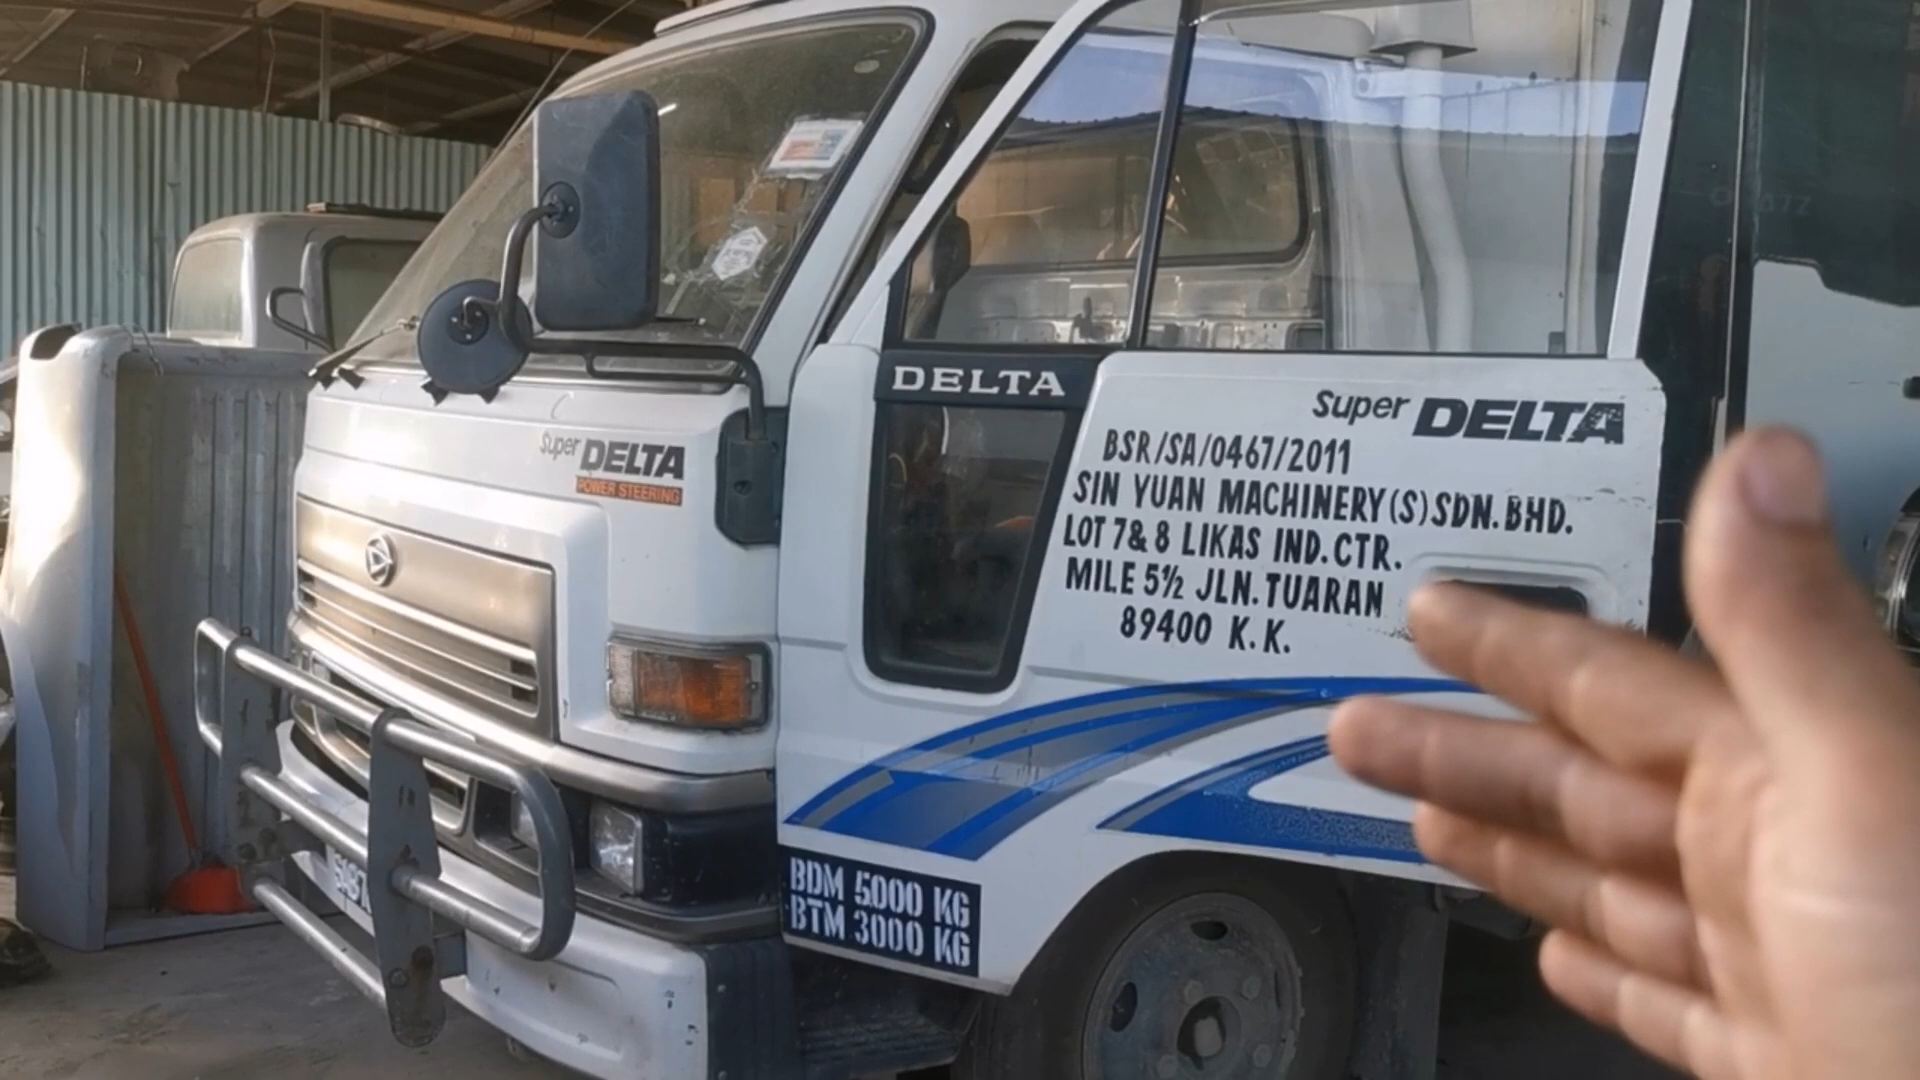 DELTA
Super DELTA
Super DELTA
POWER STEERING
BSR/SA/0467/2011
SIN YUAN MACHINERY(S)SDN.BHD.
LOT 7& 8 LIKAS IND.CTR.
MILE 5½ JLN.TUARAN
89400 K.K.
BDM 5000 KG
BTM 3000 KG